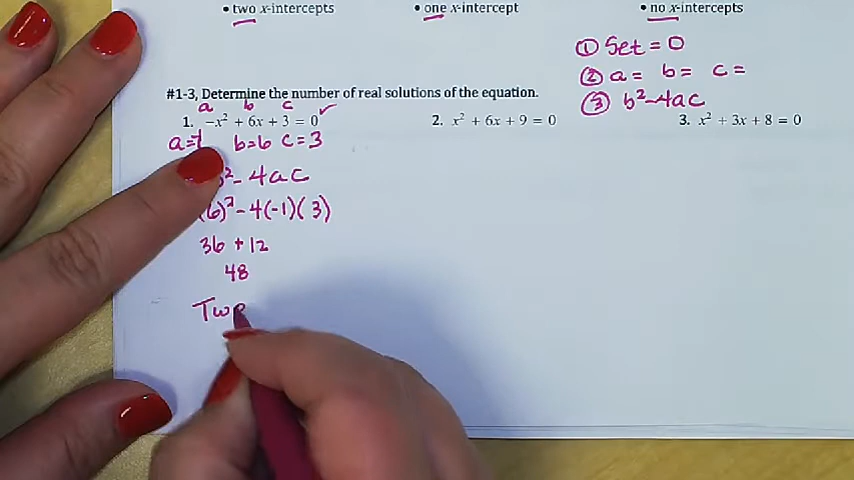 • two x-intercepts • one x-intercept • no x-intercepts
① Set = 0
② a= b= c=
③ b²-4ac
#1-3, Determine the number of real solutions of the equation.
a b c ✓
1. −x² + 6x + 3 = 0
2. x² + 6x + 9 = 0
3. x² + 3x + 8 = 0
a=-1 b=6 c=3
²- 4ac
6)²-4(-1)(3)
36 +12
48
Two